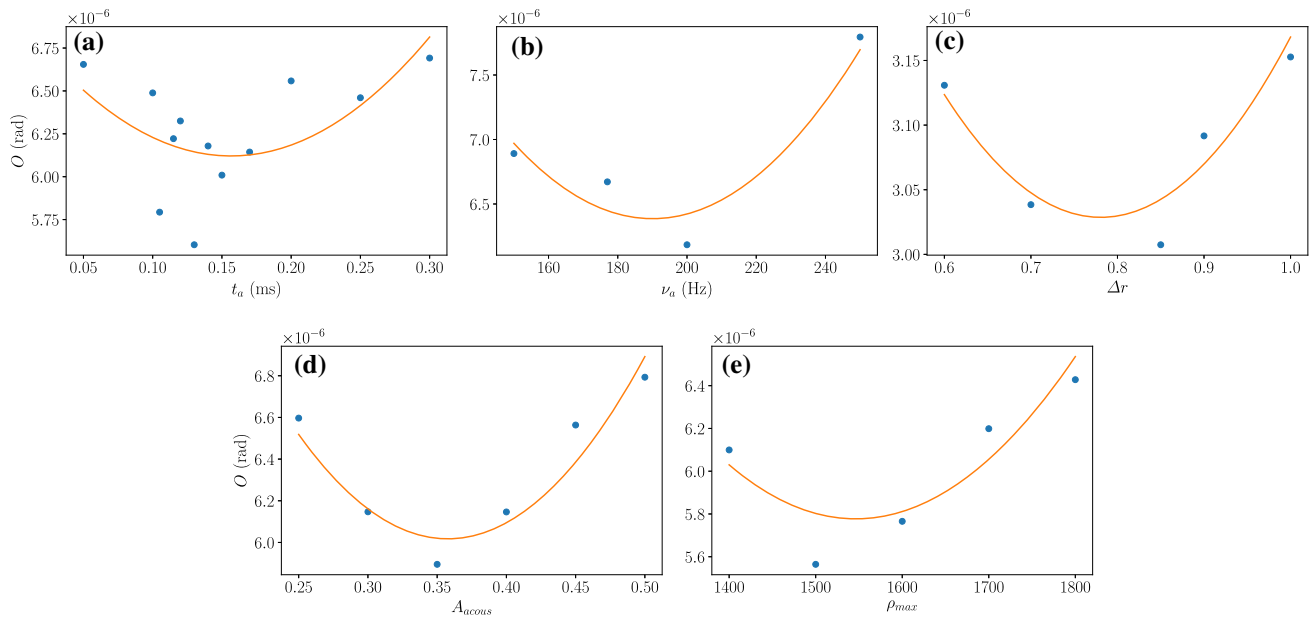 ×10⁻⁶
(a)
6.75
6.50
6.25
6.00
5.75
O (rad)
0.05 0.10 0.15 0.20 0.25 0.30
t_a (ms)
×10⁻⁶
(b)
7.5
7.0
6.5
160 180 200 220 240
ν_a (Hz)
×10⁻⁶
(c)
3.15
3.10
3.05
3.00
0.6 0.7 0.8 0.9 1.0
Δr
×10⁻⁶
(d)
6.8
6.6
6.4
6.2
6.0
O (rad)
0.25 0.30 0.35 0.40 0.45 0.50
A_acous
×10⁻⁶
(e)
6.4
6.2
6.0
5.8
5.6
1400 1500 1600 1700 1800
ρ_max